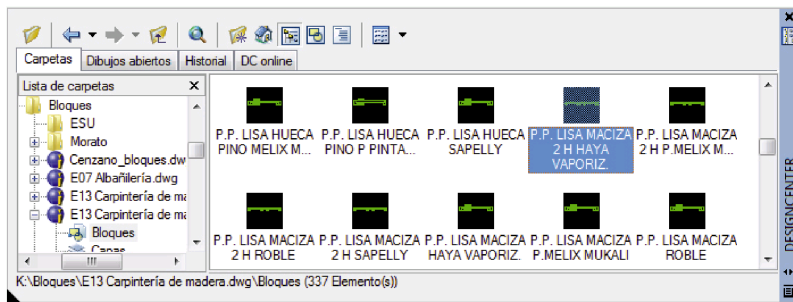 Carpetas Dibujos abiertos Historial DC online
Lista de carpetas
Bloques
ESU
Morato
Cenzano_bloques.dw
E07 Albañilería.dwg
E13 Carpintería de ma
E13 Carpintería de ma
Bloques
Capas
P.P. LISA HUECA
PINO MELIX M...
P.P. LISA HUECA
PINO P PINTA...
P.P. LISA HUECA
SAPELLY
P.P. LISA MACIZA
2 H HAYA
VAPORIZ.
P.P. LISA MACIZA
2 H P.MELIX M...
P.P. LISA MACIZA
2 H ROBLE
P.P. LISA MACIZA
2 H SAPELLY
P.P. LISA MACIZA
HAYA VAPORIZ.
P.P. LISA MACIZA
P.MELIX MUKALI
P.P. LISA MACIZA
ROBLE
K:\Bloques\E13 Carpintería de madera.dwg\Bloques (337 Elemento(s))
DESIGNCENTER